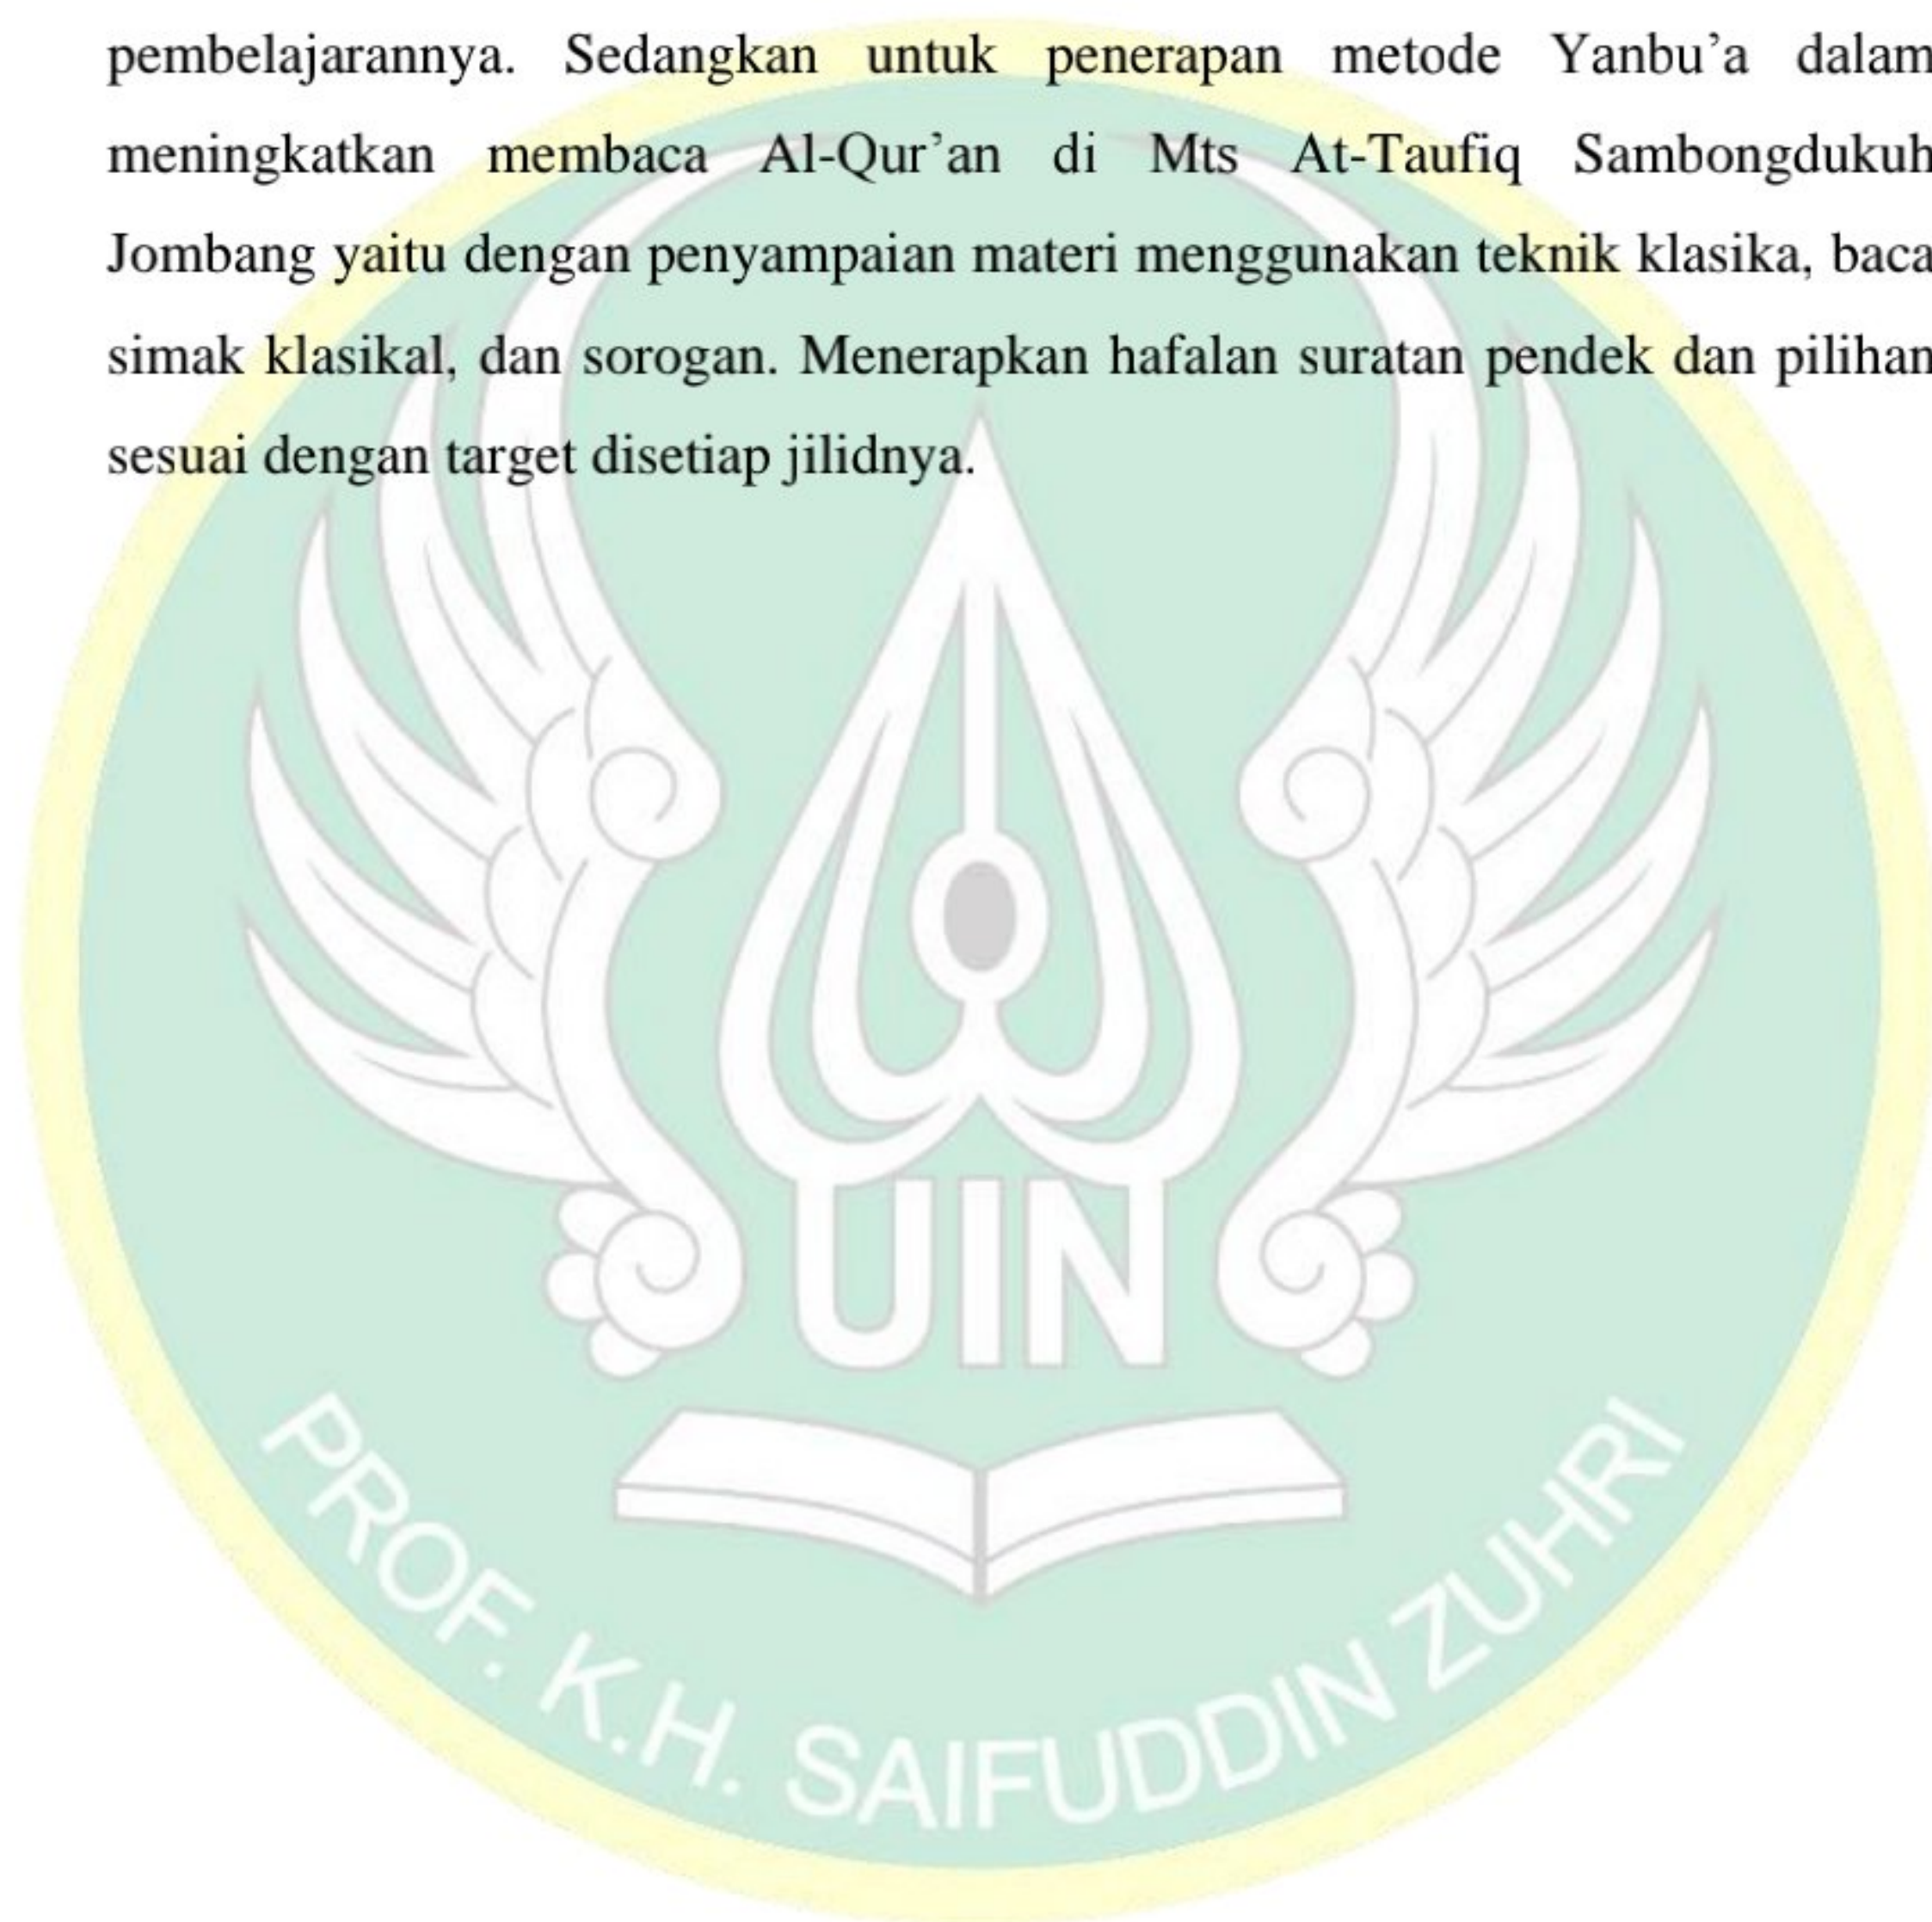 pembelajarannya. Sedangkan untuk penerapan metode Yanbu’a dalam
meningkatkan membaca Al-Qur’an di Mts At-Taufiq Sambongdukuh
Jombang yaitu dengan penyampaian materi menggunakan teknik klasika, baca
simak klasikal, dan sorogan. Menerapkan hafalan suratan pendek dan pilihan
sesuai dengan target disetiap jilidnya.
UIN
PROF. K.H. SAIFUDDIN ZUHRI